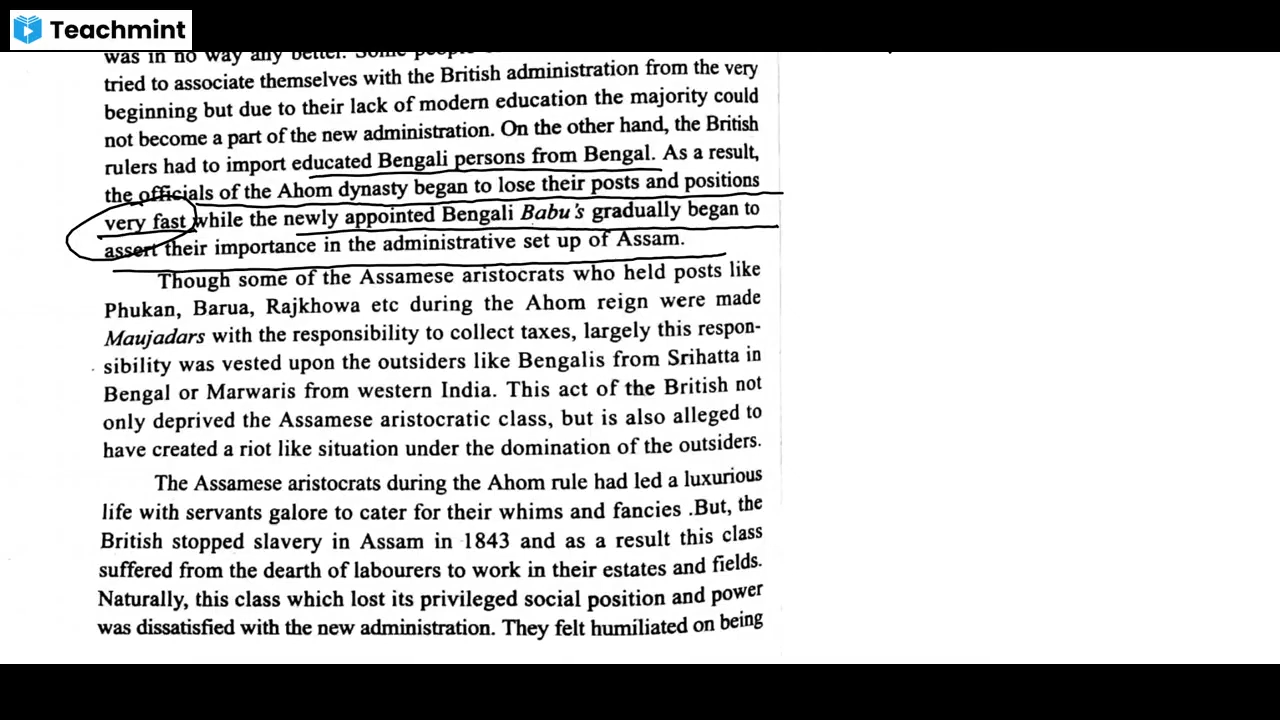 Teachmint
was in no way any better. Some people
tried to associate themselves with the British administration from the very
beginning but due to their lack of modern education the majority could
not become a part of the new administration. On the other hand, the British
rulers had to import educated Bengali persons from Bengal. As a result,
the officials of the Ahom dynasty began to lose their posts and positions
very fast while the newly appointed Bengali Babu's gradually began to
assert their importance in the administrative set up of Assam.
Though some of the Assamese aristocrats who held posts like
Phukan, Barua, Rajkhowa etc during the Ahom reign were made
Maujadars with the responsibility to collect taxes, largely this respon-
sibility was vested upon the outsiders like Bengalis from Srihatta in
Bengal or Marwaris from western India. This act of the British not
only deprived the Assamese aristocratic class, but is also alleged to
have created a riot like situation under the domination of the outsiders.
The Assamese aristocrats during the Ahom rule had led a luxurious
life with servants galore to cater for their whims and fancies .But, the
British stopped slavery in Assam in 1843 and as a result this class
suffered from the dearth of labourers to work in their estates and fields.
Naturally, this class which lost its privileged social position and power
was dissatisfied with the new administration. They felt humiliated on being